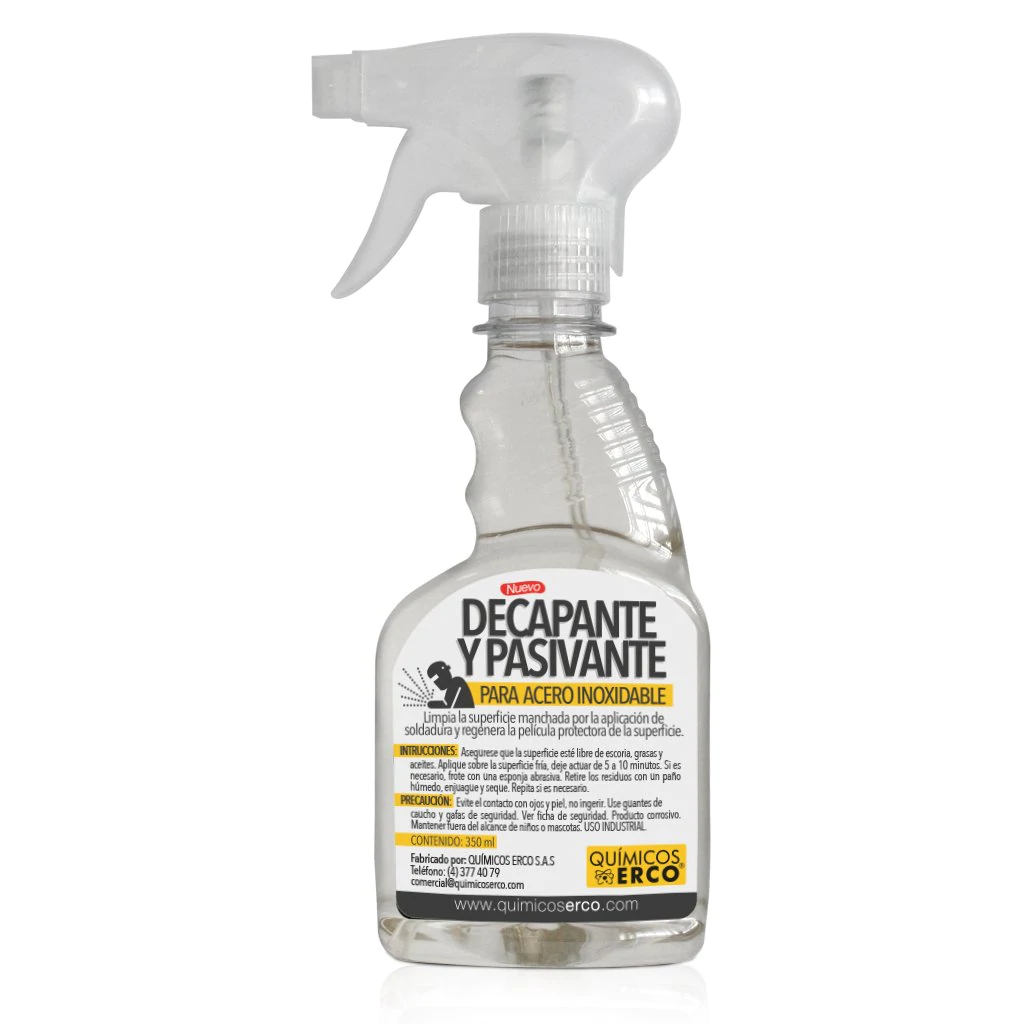 Nuevo
DECAPANTE
Y PASIVANTE
PARA ACERO INOXIDABLE
Limpia la superficie manchada por la aplicación de
soldadura y regenera la película protectora de la superficie.
INTRUCCIONES: Asegurese que la superficie esté libre de escoria, grasas y
aceites. Aplique sobre la superficie fría, deje actuar de 5 a 10 minutos. Si es
necesario, frote con una esponja abrasiva. Retire los residuos con un paño
húmedo, enjuague y seque. Repita si es necesario.
PRECAUCIÓN: Evite el contacto con ojos y piel, no ingerir. Use guantes de
caucho y gafas de seguridad. Ver ficha de seguridad. Producto corrosivo.
Mantener fuera del alcance de niños o mascotas. USO INDUSTRIAL.
CONTENIDO: 350 ml
Fabricado por: QUÍMICOS ERCO S.A.S
Teléfono: (4) 377 40 79
comercial@quimicoserco.com
QUÍMICOS
ERCO®
www.quimicoserco.com